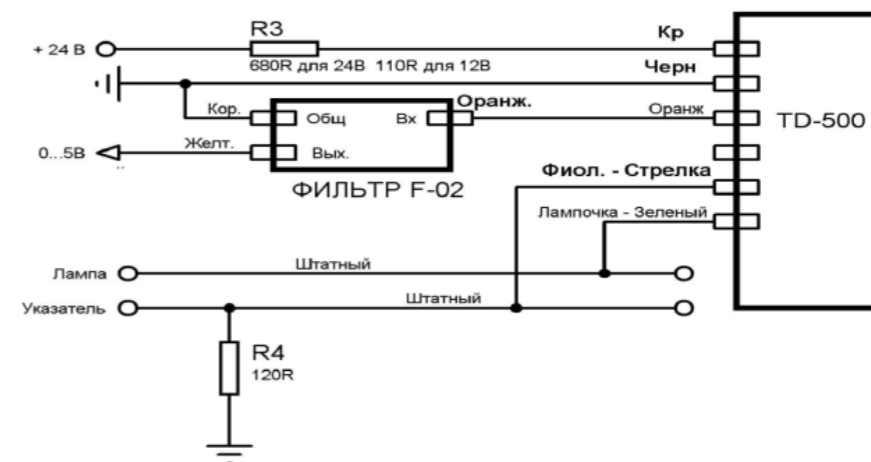 R3
Кр
+ 24 В
680R для 24В 110R для 12В
Черн
Кор.
Общ
Вх
Оранж.
Оранж
TD-500
0...5В
Желт.
Вых.
ФИЛЬТР F-02
Фиол. - Стрелка
Лампочка - Зеленый
Лампа
Штатный
Указатель
Штатный
R4
120R